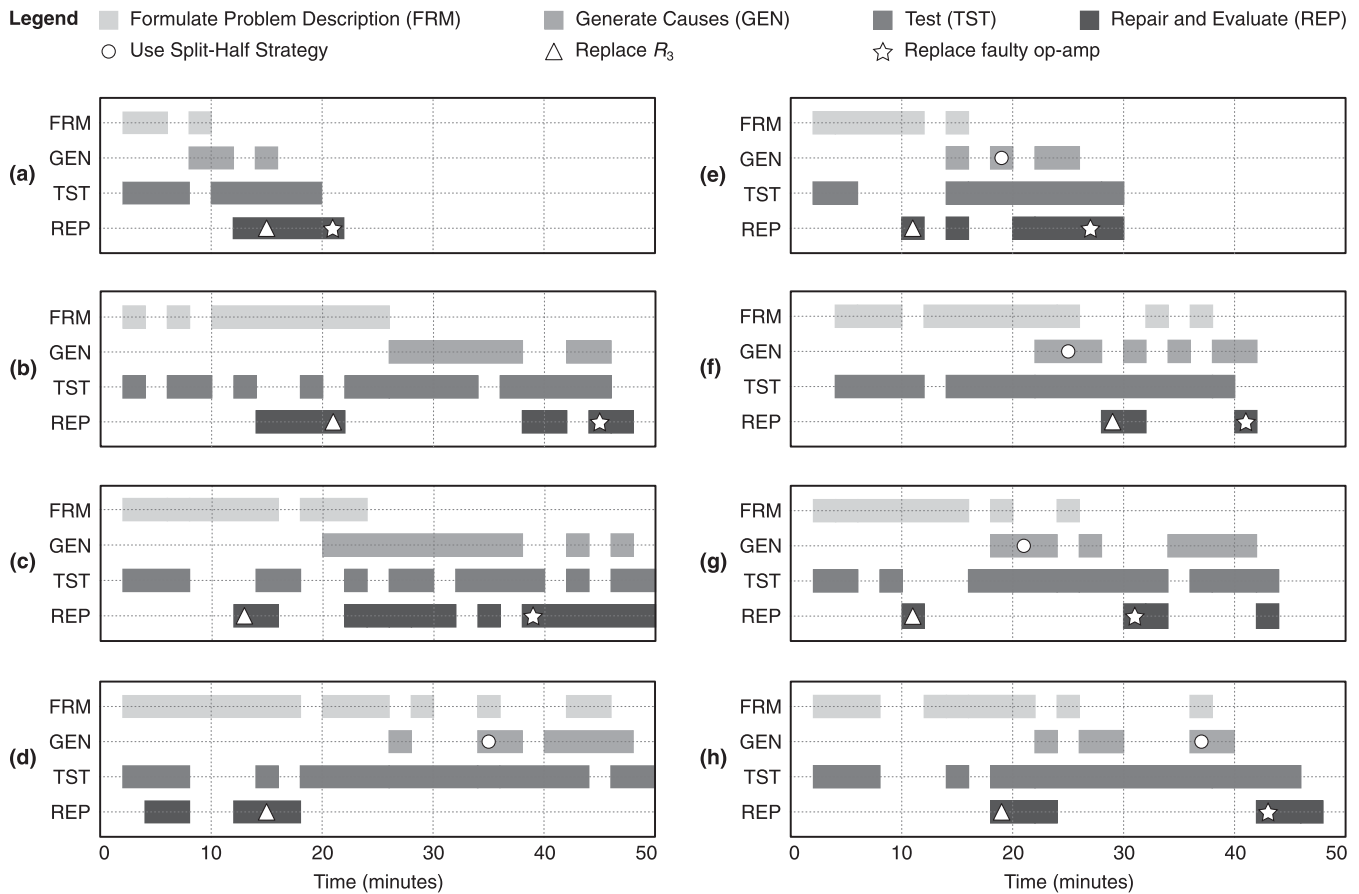 Legend Formulate Problem Description (FRM) Generate Causes (GEN) Test (TST) Repair and Evaluate (REP)
Use Split-Half Strategy Replace R3 Replace faulty op-amp
(a)
FRM
GEN
TST
REP
(b)
FRM
GEN
TST
REP
(c)
FRM
GEN
TST
REP
(d)
FRM
GEN
TST
REP
0 10 20 30 40 50
Time (minutes)
(e)
FRM
GEN
TST
REP
(f)
FRM
GEN
TST
REP
(g)
FRM
GEN
TST
REP
(h)
FRM
GEN
TST
REP
0 10 20 30 40 50
Time (minutes)